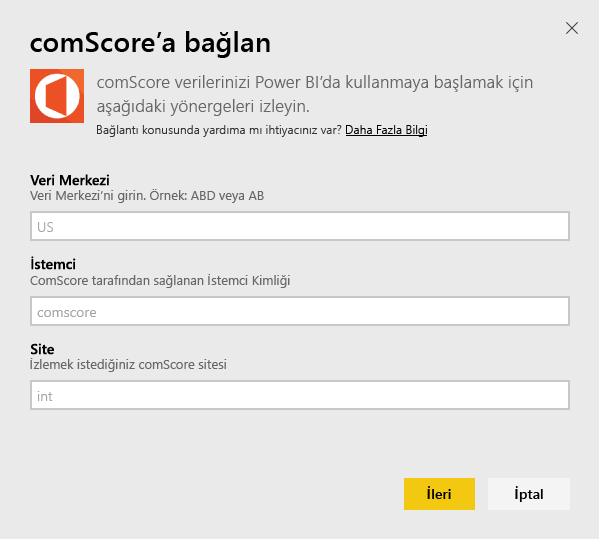 comScore’a bağlan
comScore verilerinizi Power BI’da kullanmaya başlamak için
aşağıdaki yönergeleri izleyin.
Bağlantı konusunda yardıma mı ihtiyacınız var? Daha Fazla Bilgi
Veri Merkezi
Veri Merkezi’ni girin. Örnek: ABD veya AB
US
İstemci
ComScore tarafından sağlanan İstemci Kimliği
comscore
Site
İzlemek istediğiniz comScore sitesi
int
İleri İptal